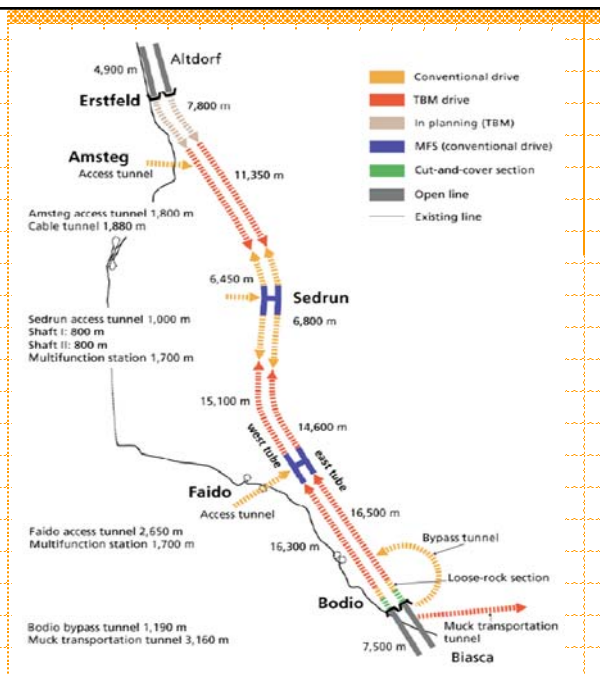 Altdorf
4,900 m
Erstfeld
7,800 m
Amsteg
Access tunnel
11,350 m
Amsteg access tunnel 1,800 m
Cable tunnel 1,880 m
6,450 m
Sedrun
6,800 m
Sedrun access tunnel 1,000 m
Shaft I: 800 m
Shaft II: 800 m
Multifunction station 1,700 m
15,100 m
14,600 m
west tube
east tube
Faido
Access tunnel
16,500 m
16,300 m
Faido access tunnel 2,650 m
Multifunction station 1,700 m
Bypass tunnel
Loose-rock section
Bodio
Muck transportation
tunnel
7,500 m
Biasca
Bodio bypass tunnel 1,190 m
Muck transportation tunnel 3,160 m
Conventional drive
TBM drive
In planning (TBM)
MFS (conventional drive)
Cut-and-cover section
Open line
Existing line